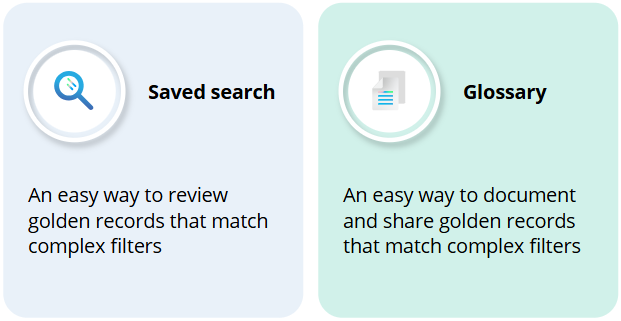 Saved search
An easy way to review
golden records that match
complex filters
Glossary
An easy way to document
and share golden records
that match complex filters